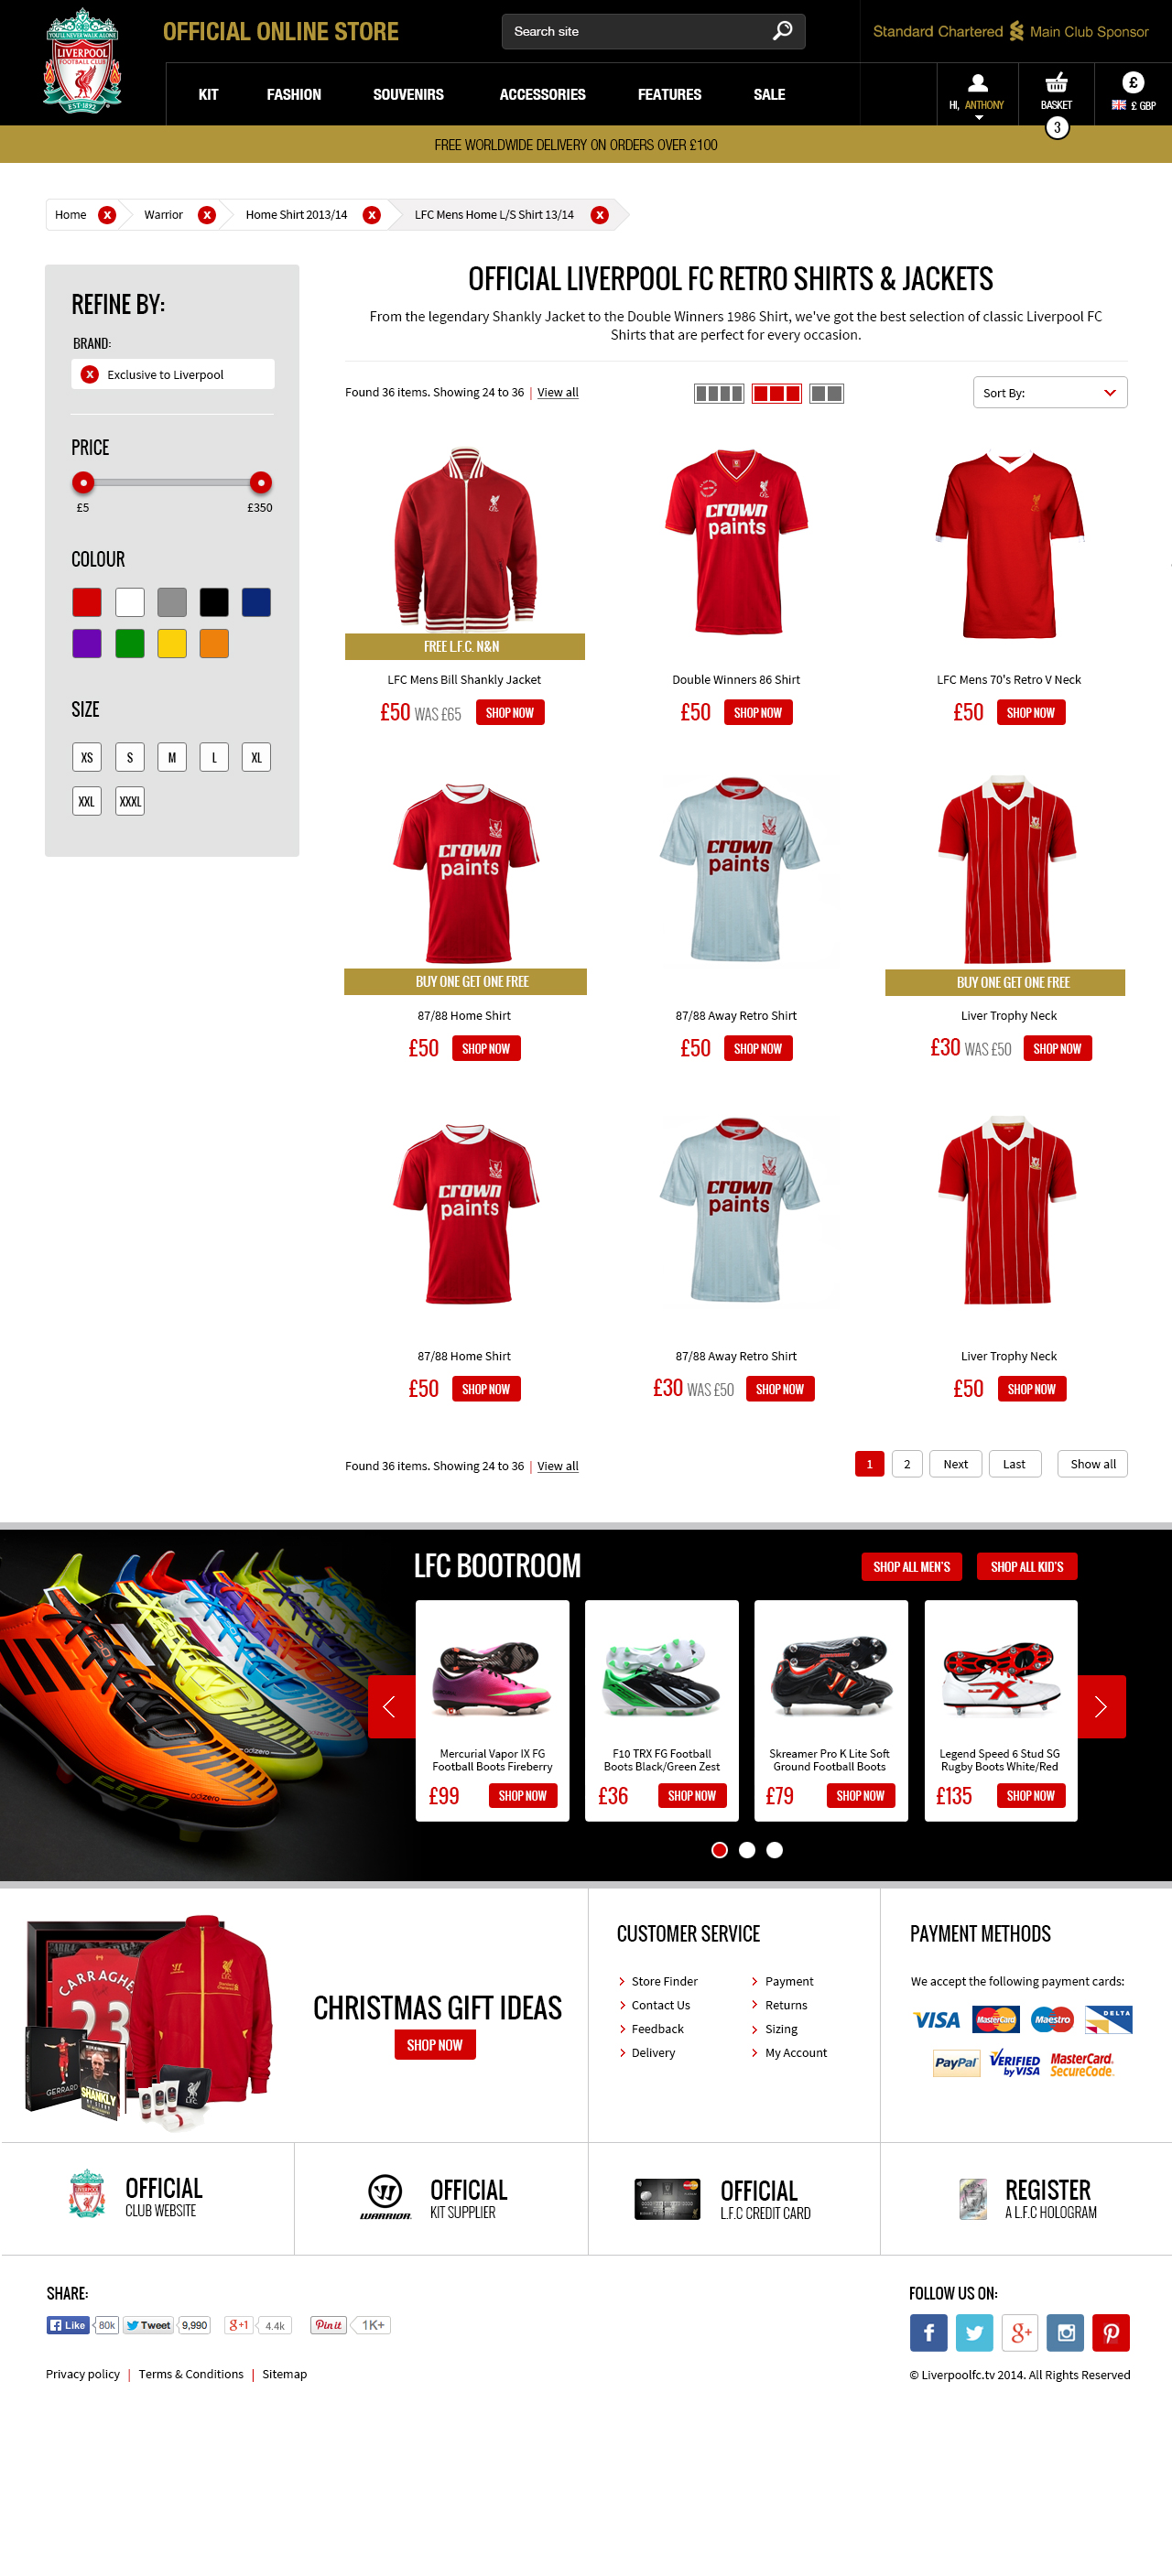 YOU'LL NEVER WALK ALONE
LIVERPOOL
FOOTBALL CLUB
EST·1892
OFFICIAL ONLINE STORE
Search site
Standard Chartered Main Club Sponsor
KIT FASHION SOUVENIRS ACCESSORIES FEATURES SALE
HI, ANTHONY
BASKET
3
£
£ GBP
FREE WORLDWIDE DELIVERY ON ORDERS OVER £100
Home x Warrior x Home Shirt 2013/14 x LFC Mens Home L/S Shirt 13/14 x
REFINE BY:
BRAND:
x Exclusive to Liverpool
PRICE
£5 £350
COLOUR
SIZE
XS S M L XL
XXL XXXL
OFFICIAL LIVERPOOL FC RETRO SHIRTS & JACKETS
From the legendary Shankly Jacket to the Double Winners 1986 Shirt, we've got the best selection of classic Liverpool FC
Shirts that are perfect for every occasion.
Found 36 items. Showing 24 to 36 | View all
Sort By:
crown
paints
FREE L.F.C. N&N
LFC Mens Bill Shankly Jacket
£50 WAS £65 SHOP NOW
Double Winners 86 Shirt
£50 SHOP NOW
LFC Mens 70's Retro V Neck
£50 SHOP NOW
crown
paints
crown
paints
BUY ONE GET ONE FREE
BUY ONE GET ONE FREE
87/88 Home Shirt
£50 SHOP NOW
87/88 Away Retro Shirt
£50 SHOP NOW
Liver Trophy Neck
£30 WAS £50 SHOP NOW
crown
paints
crown
paints
87/88 Home Shirt
£50 SHOP NOW
87/88 Away Retro Shirt
£30 WAS £50 SHOP NOW
Liver Trophy Neck
£50 SHOP NOW
Found 36 items. Showing 24 to 36 | View all
1 2 Next Last Show all
LFC BOOTROOM
SHOP ALL MEN'S SHOP ALL KID'S
F50
adizero
adizero
Mercurial Vapor IX FG
Football Boots Fireberry
£99 SHOP NOW
F10 TRX FG Football
Boots Black/Green Zest
£36 SHOP NOW
Skreamer Pro K Lite Soft
Ground Football Boots
£79 SHOP NOW
Legend Speed 6 Stud SG
Rugby Boots White/Red
£135 SHOP NOW
CARRAGHER
23
GERRARD
SHANKLY
CHRISTMAS GIFT IDEAS
SHOP NOW
CUSTOMER SERVICE
Store Finder
Contact Us
Feedback
Delivery
Payment
Returns
Sizing
My Account
PAYMENT METHODS
We accept the following payment cards:
VISA MasterCard Maestro DELTA
PayPal VERIFIED by VISA MasterCard. SecureCode.
OFFICIAL
CLUB WEBSITE
WARRIOR
OFFICIAL
KIT SUPPLIER
MasterCard
OFFICIAL
L.F.C CREDIT CARD
REGISTER
A L.F.C HOLOGRAM
SHARE:
Like 80k Tweet 9,990 g+1 4.4k Pin it 1K+
Privacy policy | Terms & Conditions | Sitemap
FOLLOW US ON:
f g+
© Liverpoolfc.tv 2014. All Rights Reserved